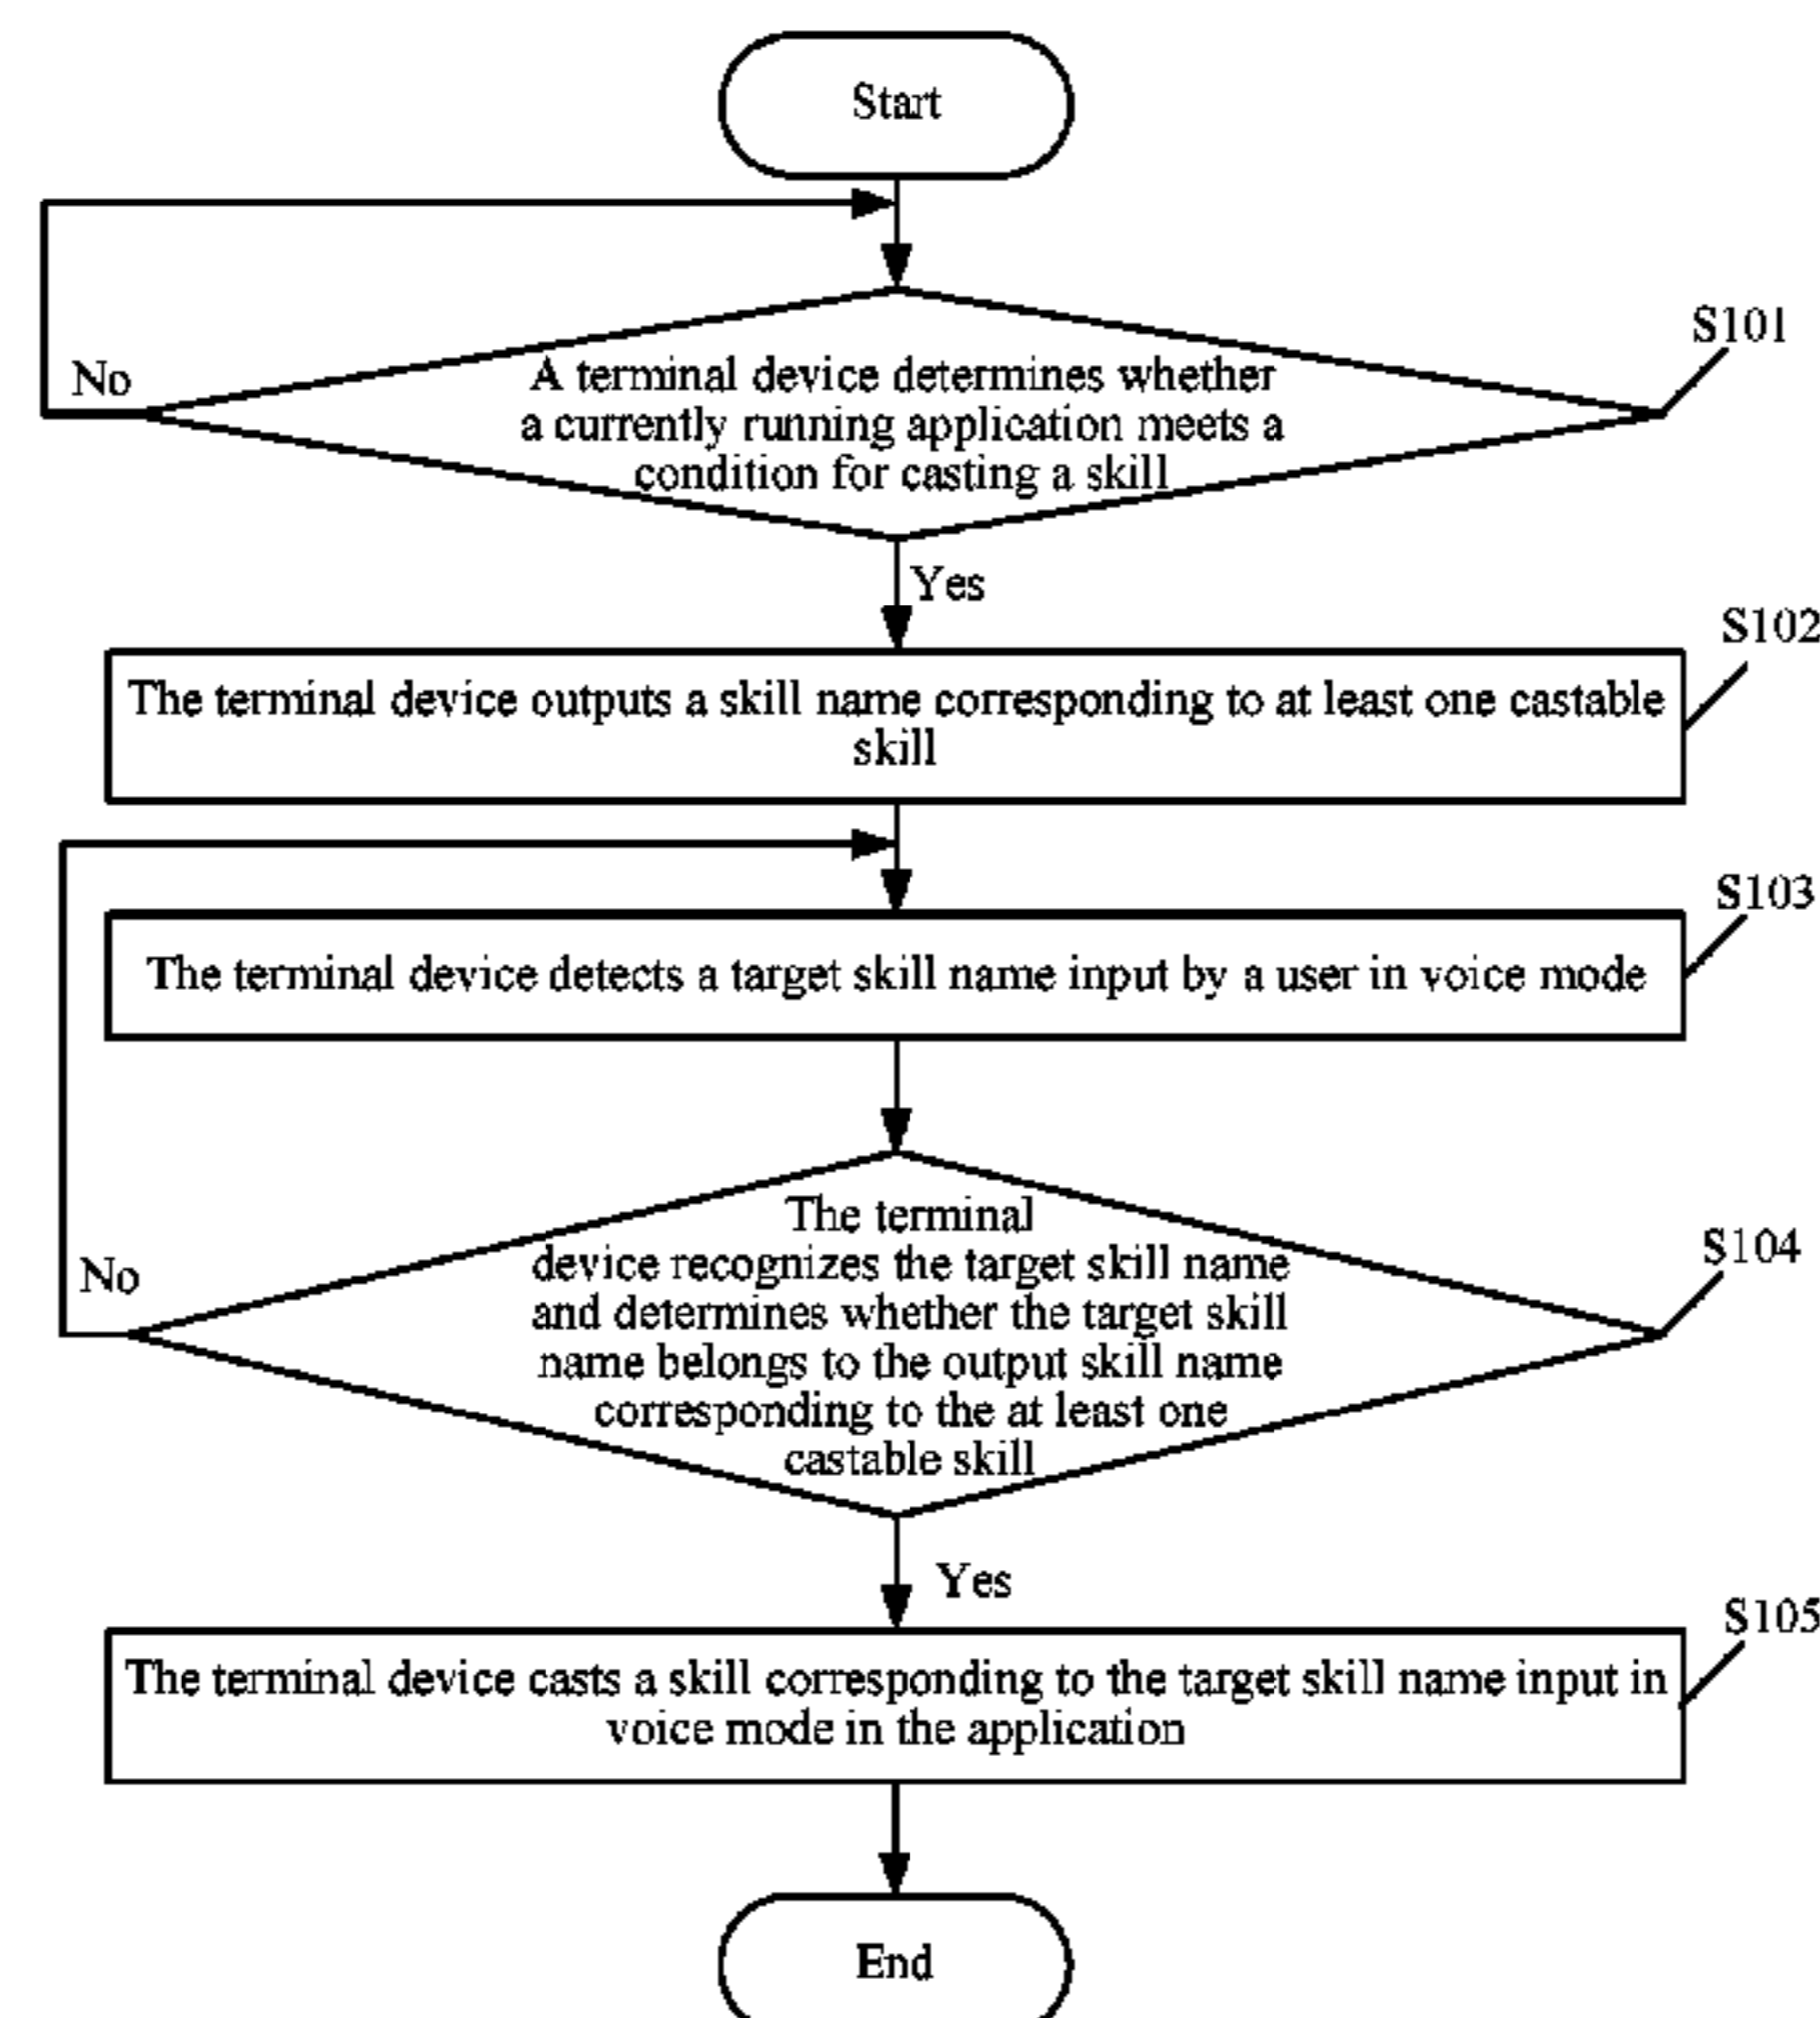 Start
S101
No
A terminal device determines whether
a currently running application meets a
condition for casting a skill
Yes
S102
The terminal device outputs a skill name corresponding to at least one castable
skill
S103
The terminal device detects a target skill name input by a user in voice mode
The terminal
device recognizes the target skill name
and determines whether the target skill
name belongs to the output skill name
corresponding to the at least one
castable skill
S104
No
Yes
S105
The terminal device casts a skill corresponding to the target skill name input in
voice mode in the application
End